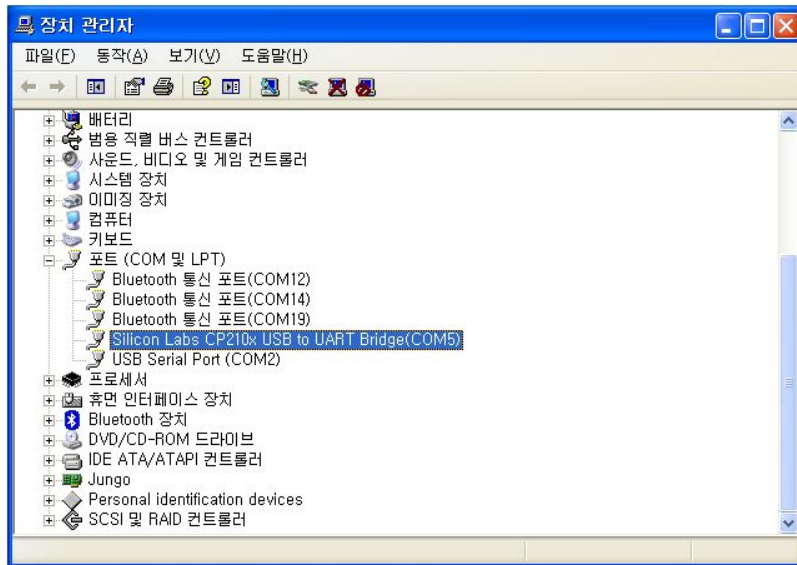 장치 관리자
파일(F) 동작(A) 보기(V) 도움말(H)
배터리
범용 직렬 버스 컨트롤러
사운드, 비디오 및 게임 컨트롤러
시스템 장치
이미징 장치
컴퓨터
키보드
포트 (COM 및 LPT)
Bluetooth 통신 포트(COM12)
Bluetooth 통신 포트(COM14)
Bluetooth 통신 포트(COM19)
Silicon Labs CP210x USB to UART Bridge(COM5)
USB Serial Port (COM2)
프로세서
휴먼 인터페이스 장치
Bluetooth 장치
DVD/CD-ROM 드라이브
IDE ATA/ATAPI 컨트롤러
Jungo
Personal identification devices
SCSI 및 RAID 컨트롤러